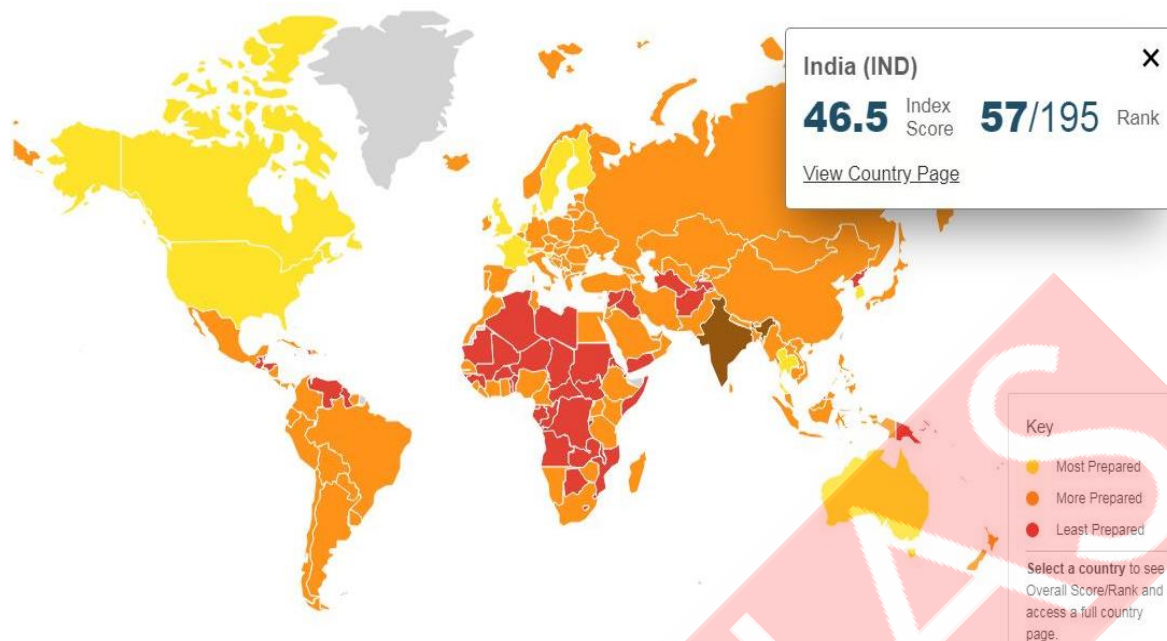 India (IND)
×
46.5 Index Score 57/195 Rank
View Country Page
Key
Most Prepared
More Prepared
Least Prepared
Select a country to see
Overall Score/Rank and
access a full country
page.